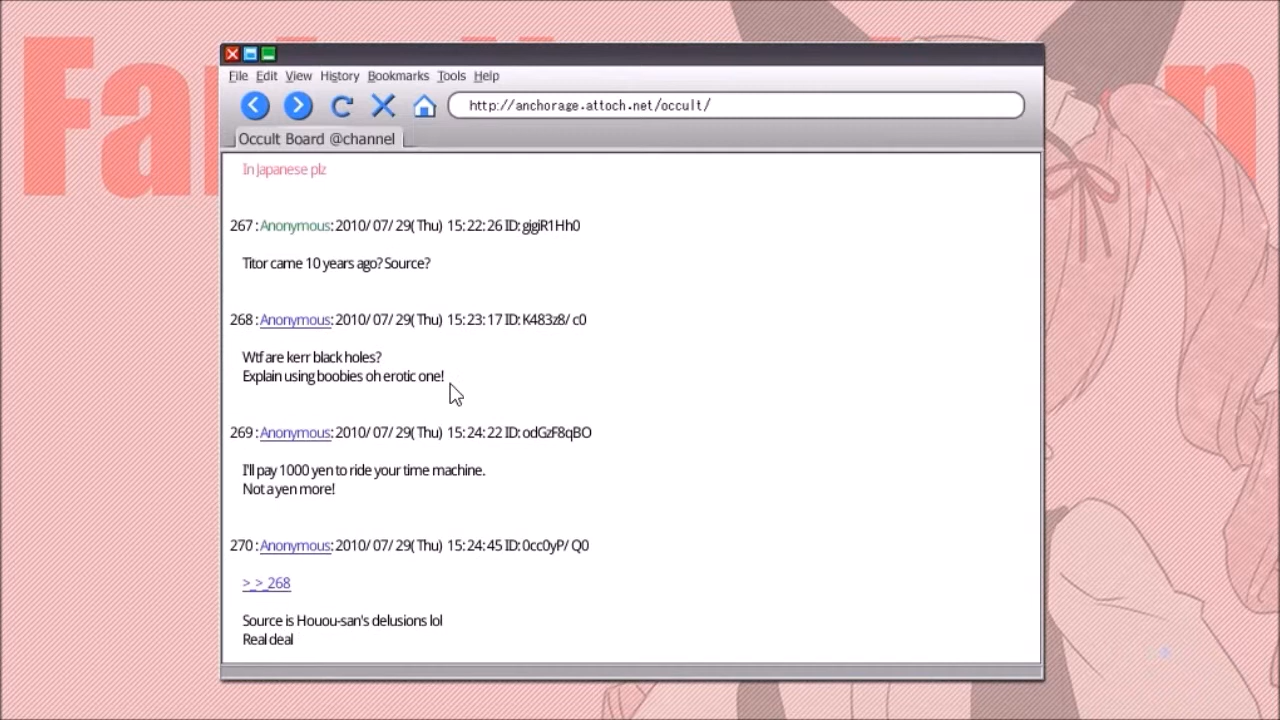 Fa
n
File Edit View History Bookmarks Tools Help
http://anchorage.attoch.net/occult/
Occult Board @channel
In Japanese plz
267 : Anonymous: 2010/ 07/ 29( Thu) 15: 22: 26 ID: gjgiR1Hh0
Titor came 10 years ago? Source?
268 : Anonymous: 2010/ 07/ 29( Thu) 15: 23: 17 ID: K483z8/ c0
Wtf are kerr black holes?
Explain using boobies oh erotic one!
269 : Anonymous: 2010/ 07/ 29( Thu) 15: 24: 22 ID: odGzF8qBO
I'll pay 1000 yen to ride your time machine.
Not a yen more!
270 : Anonymous: 2010/ 07/ 29( Thu) 15: 24: 45 ID: 0cc0yP/ Q0
>_>_268
Source is Houou-san's delusions lol
Real deal